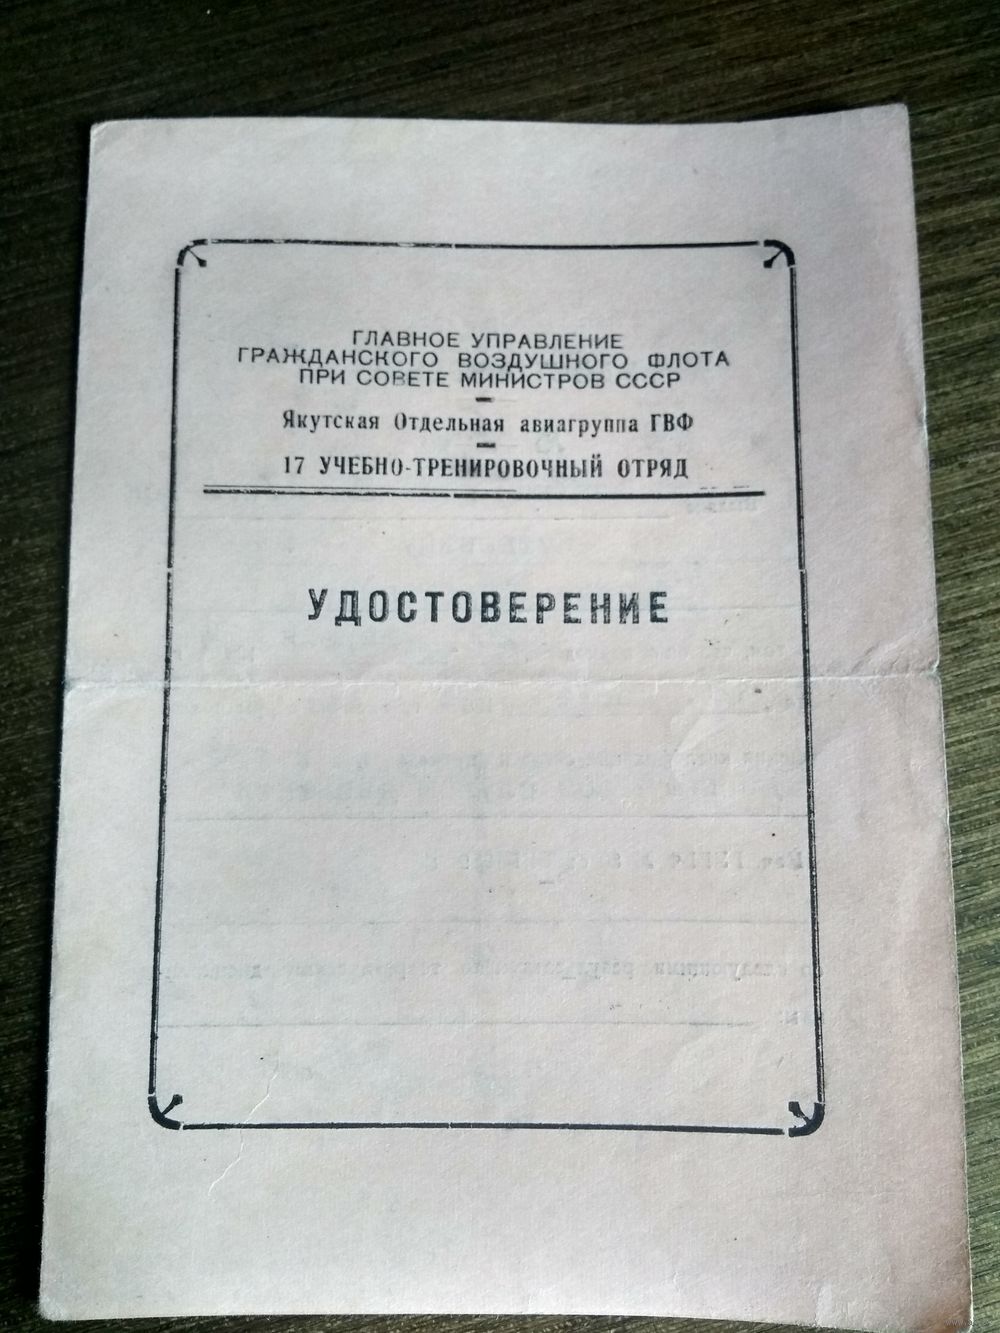 ГЛАВНОЕ УПРАВЛЕНИЕ
ГРАЖДАНСКОГО ВОЗДУШНОГО ФЛОТА
ПРИ СОВЕТЕ МИНИСТРОВ СССР
Якутская Отдельная авиагруппа ГВФ
17 УЧЕБНО-ТРЕНИРОВОЧНЫЙ ОТРЯД
УДОСТОВЕРЕНИЕ